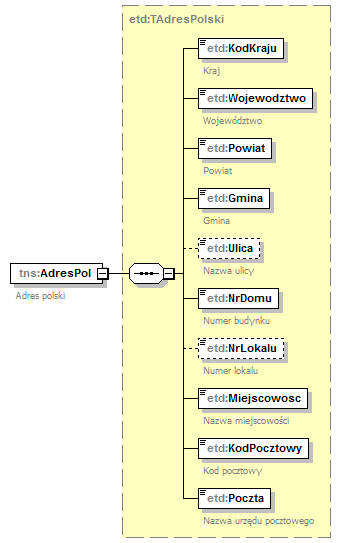 etd:TAdresPolski
etd:KodKraju
Kraj
etd:Wojewodztwo
Województwo
etd:Powiat
Powiat
etd:Gmina
Gmina
etd:Ulica
Nazwa ulicy
tns:AdresPol
Adres polski
etd:NrDomu
Numer budynku
etd:NrLokalu
Numer lokalu
etd:Miejscowosc
Nazwa miejscowości
etd:KodPocztowy
Kod pocztowy
etd:Poczta
Nazwa urzędu pocztowego